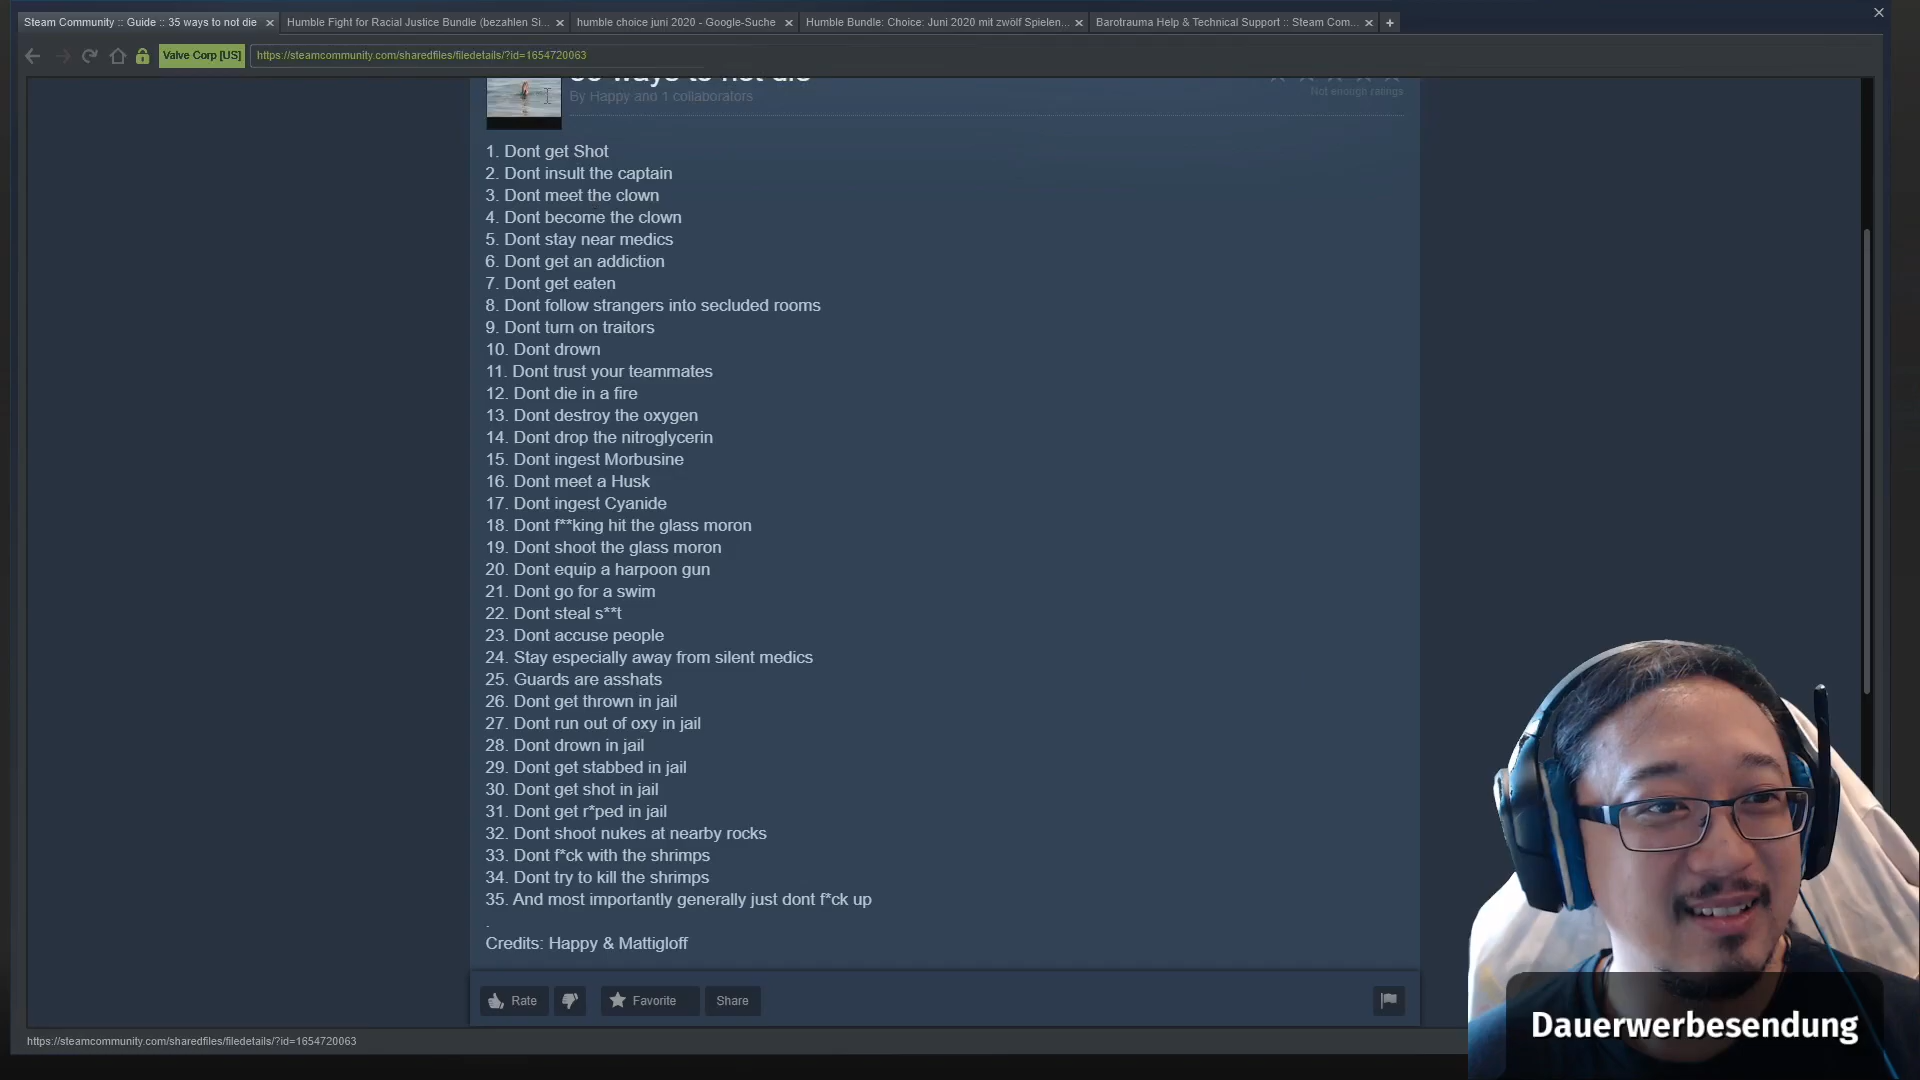 Steam Community :: Guide :: 35 ways to not die
Humble Fight for Racial Justice Bundle (bezahlen Si...
humble choice juni 2020 - Google-Suche
Humble Bundle: Choice: Juni 2020 mit zwölf Spielen...
Barotrauma Help & Technical Support :: Steam Com...
Valve Corp [US]
https://steamcommunity.com/sharedfiles/filedetails/?id=1654720063
35 ways to not die
By Happy and 1 collaborators
Not enough ratings
1. Dont get Shot
2. Dont insult the captain
3. Dont meet the clown
4. Dont become the clown
5. Dont stay near medics
6. Dont get an addiction
7. Dont get eaten
8. Dont follow strangers into secluded rooms
9. Dont turn on traitors
10. Dont drown
11. Dont trust your teammates
12. Dont die in a fire
13. Dont destroy the oxygen
14. Dont drop the nitroglycerin
15. Dont ingest Morbusine
16. Dont meet a Husk
17. Dont ingest Cyanide
18. Dont f**king hit the glass moron
19. Dont shoot the glass moron
20. Dont equip a harpoon gun
21. Dont go for a swim
22. Dont steal s**t
23. Dont accuse people
24. Stay especially away from silent medics
25. Guards are asshats
26. Dont get thrown in jail
27. Dont run out of oxy in jail
28. Dont drown in jail
29. Dont get stabbed in jail
30. Dont get shot in jail
31. Dont get r*ped in jail
32. Dont shoot nukes at nearby rocks
33. Dont f*ck with the shrimps
34. Dont try to kill the shrimps
35. And most importantly generally just dont f*ck up
.
Credits: Happy & Mattigloff
Rate
Favorite
Share
Dauerwerbesendung
https://steamcommunity.com/sharedfiles/filedetails/?id=1654720063